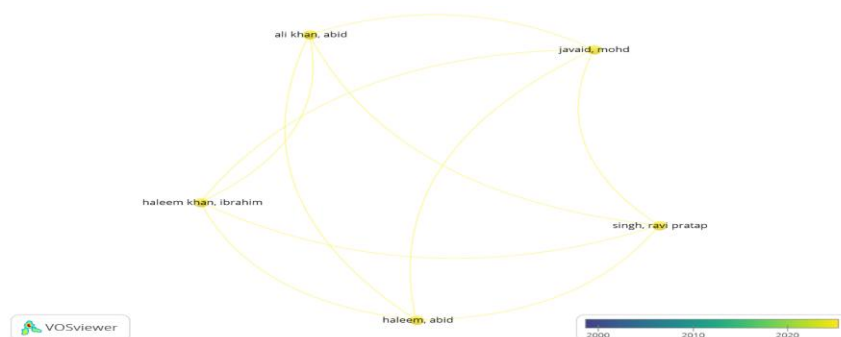 ali khan, abid
javaid, mohd
haleem khan, ibrahim
singh, ravi pratap
haleem, abid
VOSviewer
2000 2010 2020